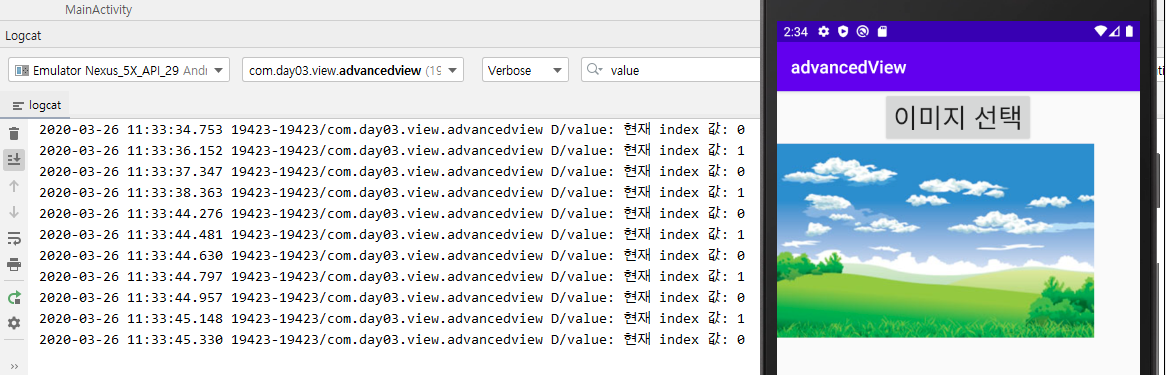 MainActivity
Logcat
Emulator Nexus_5X_API_29 Andr com.day03.view.advancedview (19 Verbose value
logcat
2020-03-26 11:33:34.753 19423-19423/com.day03.view.advancedview D/value: 현재 index 값: 0
2020-03-26 11:33:36.152 19423-19423/com.day03.view.advancedview D/value: 현재 index 값: 1
2020-03-26 11:33:37.347 19423-19423/com.day03.view.advancedview D/value: 현재 index 값: 0
2020-03-26 11:33:38.363 19423-19423/com.day03.view.advancedview D/value: 현재 index 값: 1
2020-03-26 11:33:44.276 19423-19423/com.day03.view.advancedview D/value: 현재 index 값: 0
2020-03-26 11:33:44.481 19423-19423/com.day03.view.advancedview D/value: 현재 index 값: 1
2020-03-26 11:33:44.630 19423-19423/com.day03.view.advancedview D/value: 현재 index 값: 0
2020-03-26 11:33:44.797 19423-19423/com.day03.view.advancedview D/value: 현재 index 값: 1
2020-03-26 11:33:44.957 19423-19423/com.day03.view.advancedview D/value: 현재 index 값: 0
2020-03-26 11:33:45.148 19423-19423/com.day03.view.advancedview D/value: 현재 index 값: 1
2020-03-26 11:33:45.330 19423-19423/com.day03.view.advancedview D/value: 현재 index 값: 0
2:34
advancedView
이미지 선택